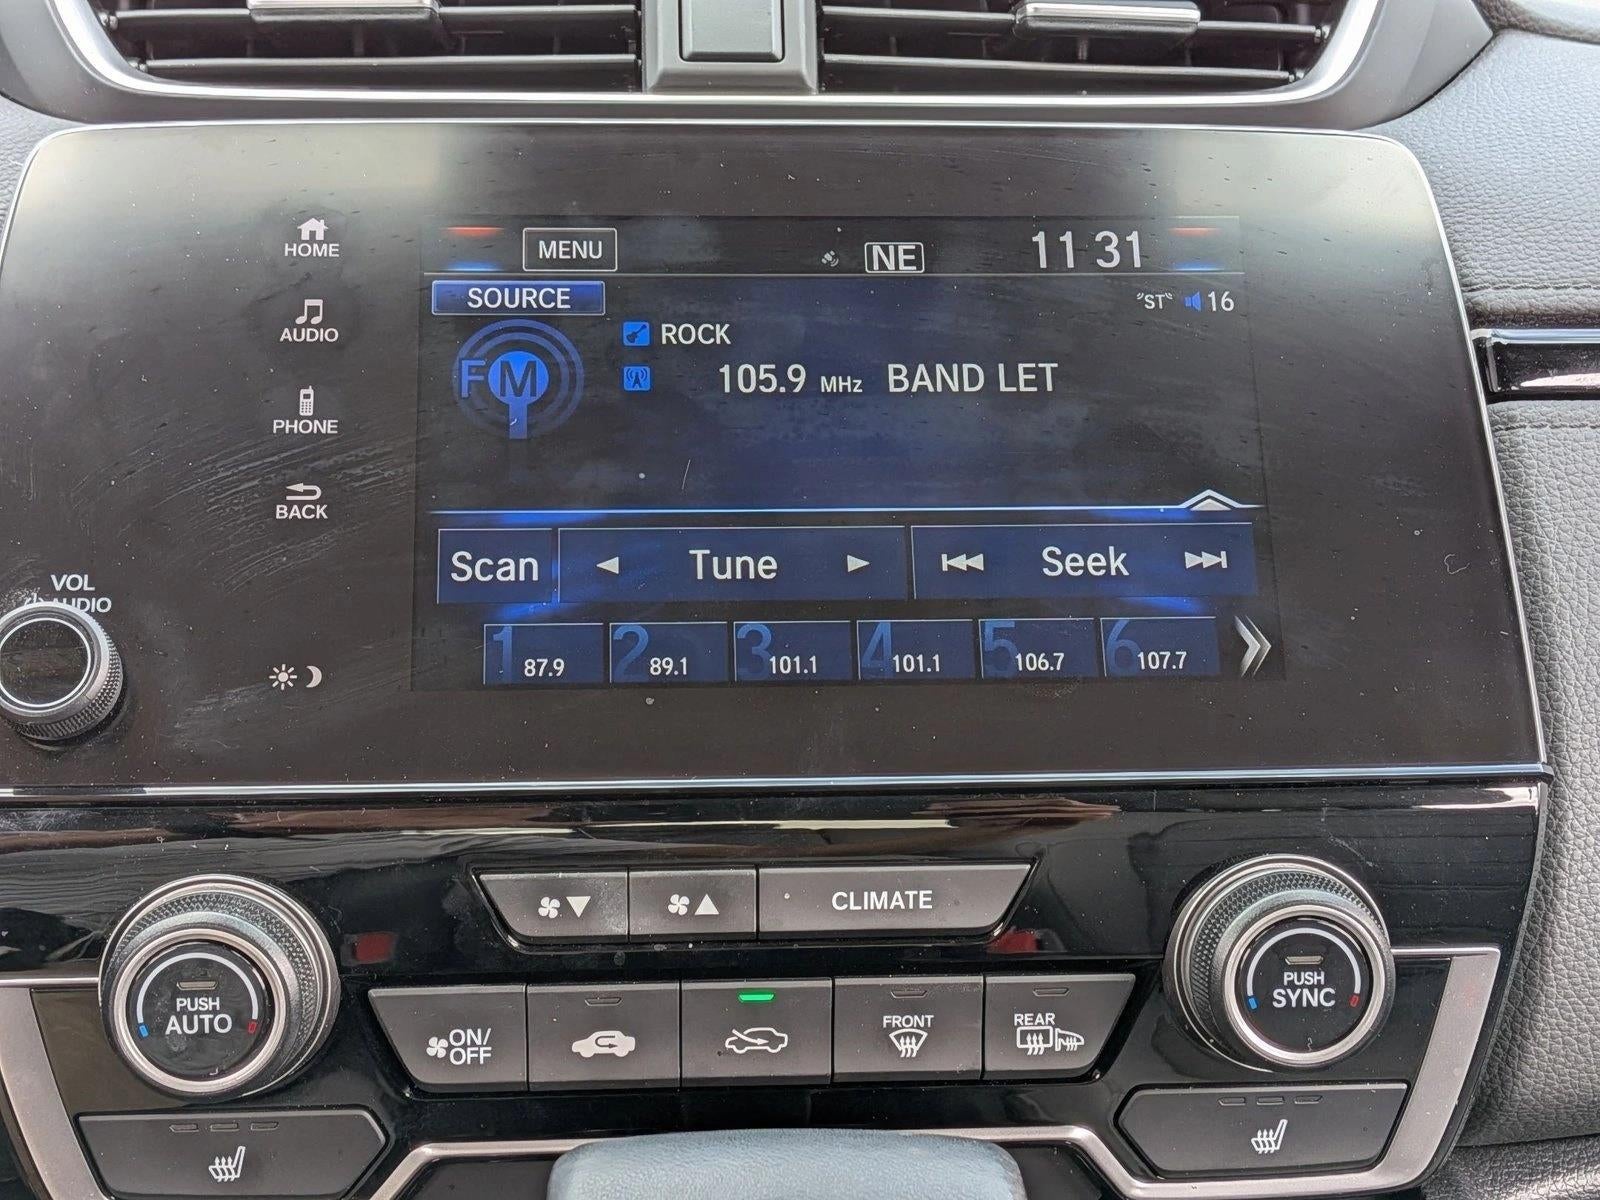 HOME
MENU
NE
11 31
SOURCE
ST
16
AUDIO
ROCK
FM
105.9 MHz BAND LET
PHONE
BACK
Scan
Tune
Seek
VOL
AUDIO
1 87.9
2 89.1
3 101.1
4 101.1
5 106.7
6 107.7
CLIMATE
PUSH
AUTO
ON/
OFF
FRONT
REAR
PUSH
SYNC